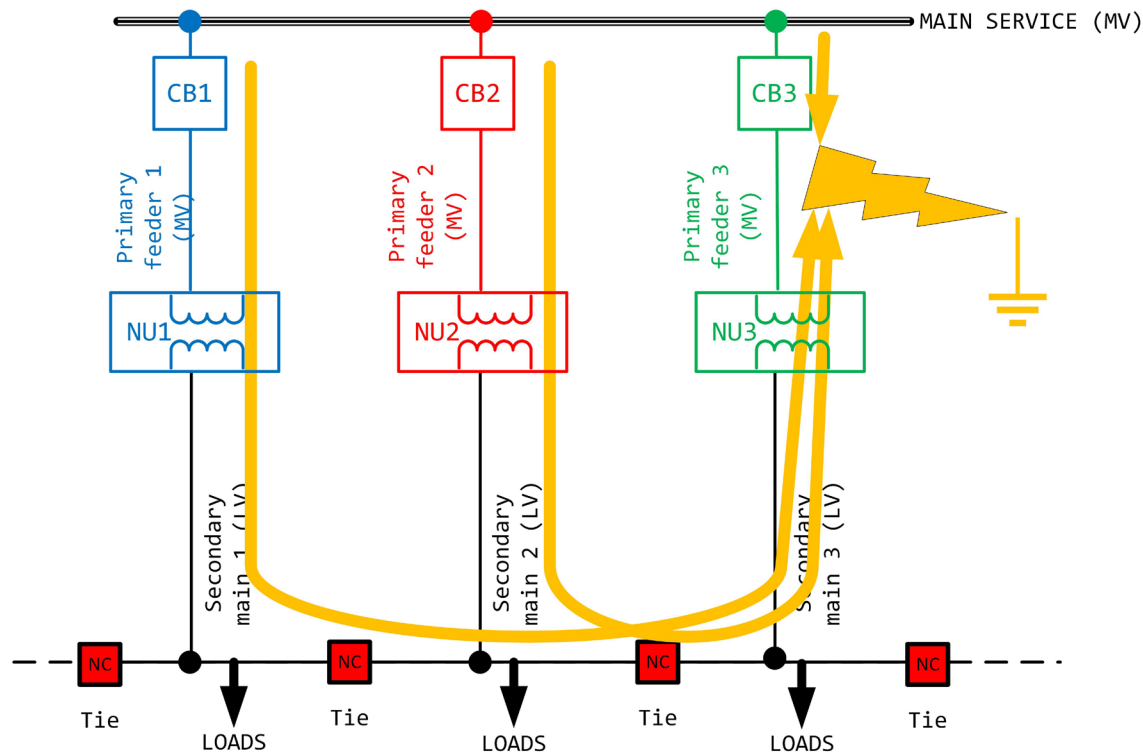 MAIN SERVICE (MV)
CB1
CB2
CB3
Primary
feeder 1
(MV)
Primary
feeder 2
(MV)
Primary
feeder 3
(MV)
NU1
NU2
NU3
Secondary
main 1 (LV)
Secondary
main 2 (LV)
Secondary
main 3 (LV)
NC
NC
NC
NC
Tie
Tie
Tie
Tie
LOADS
LOADS
LOADS